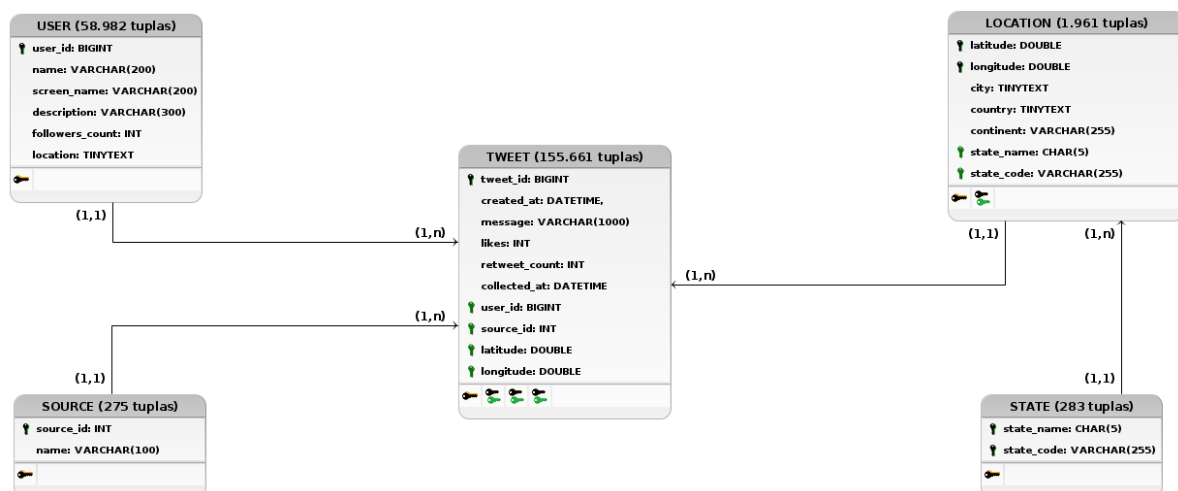 USER (58.982 tuplas)
user_id: BIGINT
name: VARCHAR(200)
screen_name: VARCHAR(200)
description: VARCHAR(300)
followers_count: INT
location: TINYTEXT
(1,1)
(1,n)
LOCATION (1.961 tuplas)
latitude: DOUBLE
longitude: DOUBLE
city: TINYTEXT
country: TINYTEXT
continent: VARCHAR(255)
state_name: CHAR(5)
state_code: VARCHAR(255)
(1,1)
(1,n)
TWEET (155.661 tuplas)
tweet_id: BIGINT
created_at: DATETIME,
message: VARCHAR(1000)
likes: INT
retweet_count: INT
collected_at: DATETIME
user_id: BIGINT
source_id: INT
latitude: DOUBLE
longitude: DOUBLE
(1,n)
(1,n)
(1,1)
SOURCE (275 tuplas)
source_id: INT
name: VARCHAR(100)
(1,1)
STATE (283 tuplas)
state_name: CHAR(5)
state_code: VARCHAR(255)